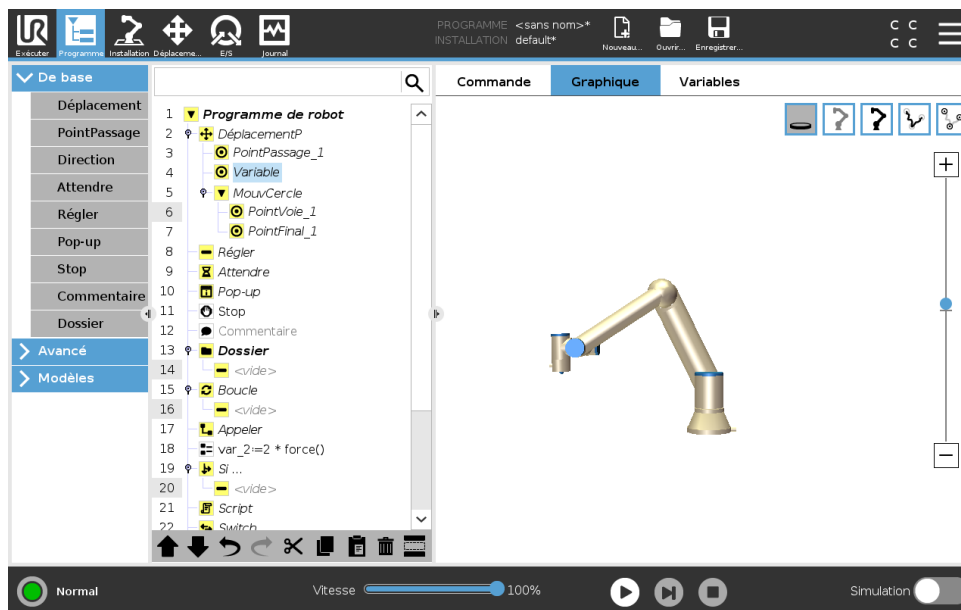 PROGRAMME <sans nom>*
INSTALLATION default*
Exécuter Programme Installation Déplaceme... E/S Journal
Nouveau... Ouvrir... Enregistrer...
C C
C C
De base
Déplacement
PointPassage
Direction
Attendre
Régler
Pop-up
Stop
Commentaire
Dossier
Avancé
Modèles
1 Programme de robot
2 DéplacementP
3 PointPassage_1
4 Variable
5 MouvCercle
6 PointVoie_1
7 PointFinal_1
8 Régler
9 Attendre
10 Pop-up
11 Stop
12 Commentaire
13 Dossier
14 <vide>
15 Boucle
16 <vide>
17 Appeler
18 var_2:=2 * force()
19 Si ...
20 <vide>
21 Script
22 Switch
Commande Graphique Variables
Normal
Vitesse 100%
Simulation